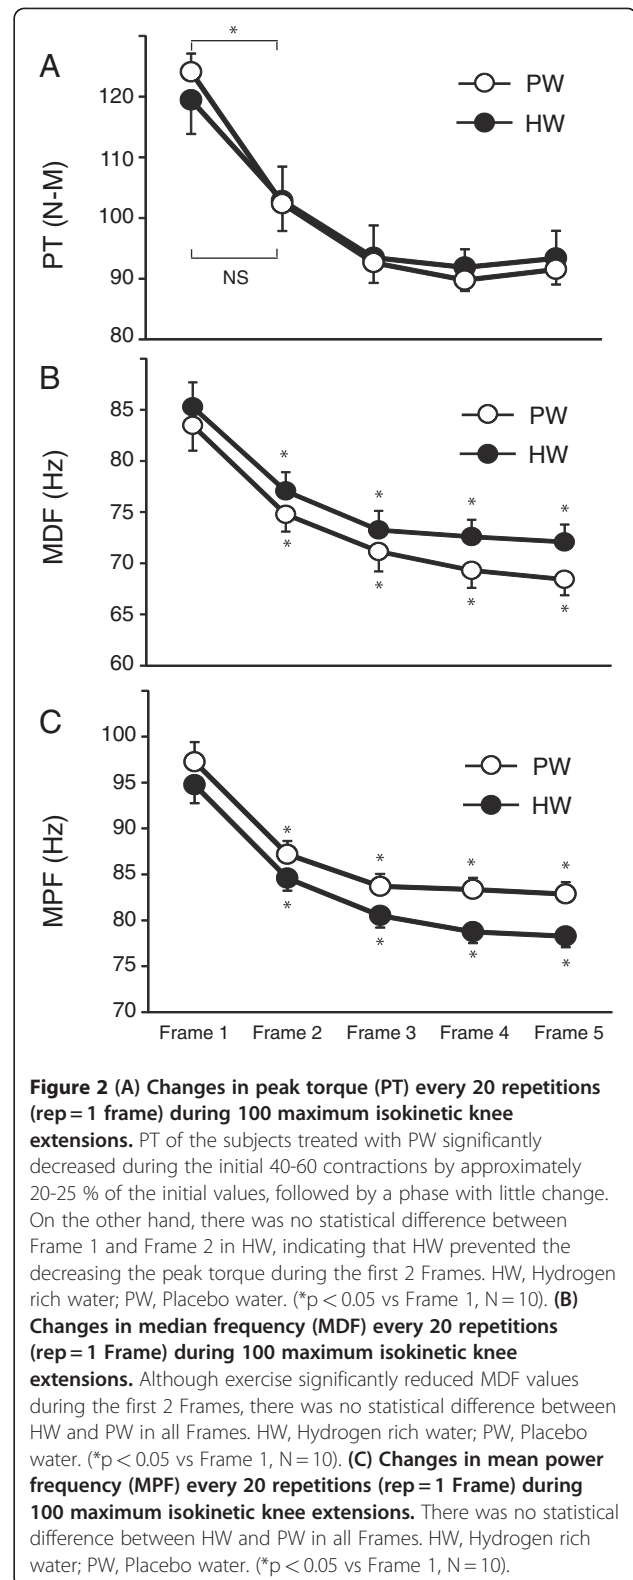 A
*
PW
HW
PT (N-M)
120
110
100
90
80
NS
B
PW
HW
MDF (Hz)
85
80
75
70
65
60
* * * *
* * * *
C
PW
HW
MPF (Hz)
100
95
90
85
80
75
70
* * * *
* * * *
Frame 1 Frame 2 Frame 3 Frame 4 Frame 5
Figure 2 (A) Changes in peak torque (PT) every 20 repetitions
(rep = 1 frame) during 100 maximum isokinetic knee
extensions. PT of the subjects treated with PW significantly
decreased during the initial 40-60 contractions by approximately
20-25 % of the initial values, followed by a phase with little change.
On the other hand, there was no statistical difference between
Frame 1 and Frame 2 in HW, indicating that HW prevented the
decreasing the peak torque during the first 2 Frames. HW, Hydrogen
rich water; PW, Placebo water. (*p < 0.05 vs Frame 1, N = 10). (B)
Changes in median frequency (MDF) every 20 repetitions
(rep = 1 Frame) during 100 maximum isokinetic knee
extensions. Although exercise significantly reduced MDF values
during the first 2 Frames, there was no statistical difference between
HW and PW in all Frames. HW, Hydrogen rich water; PW, Placebo
water. (*p < 0.05 vs Frame 1, N = 10). (C) Changes in mean power
frequency (MPF) every 20 repetitions (rep = 1 Frame) during
100 maximum isokinetic knee extensions. There was no statistical
difference between HW and PW in all Frames. HW, Hydrogen rich
water; PW, Placebo water. (*p < 0.05 vs Frame 1, N = 10).